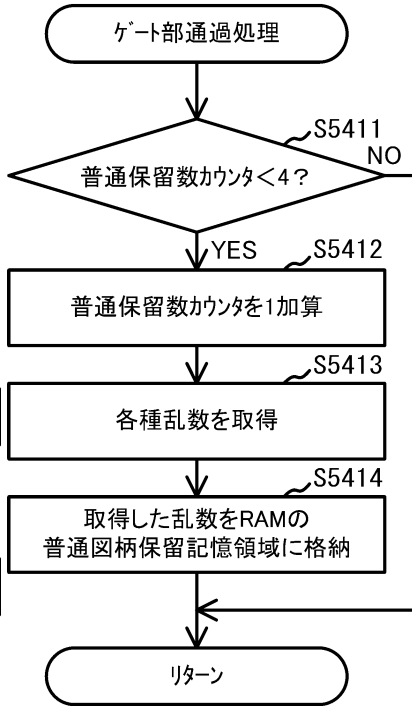 ｹﾞｰﾄ部通過処理
S5411
普通保留数ｶｳﾝﾀ＜4？
NO
YES
S5412
普通保留数ｶｳﾝﾀを1加算
S5413
各種乱数を取得
S5414
取得した乱数をRAMの
普通図柄保留記憶領域に格納
ﾘﾀｰﾝ